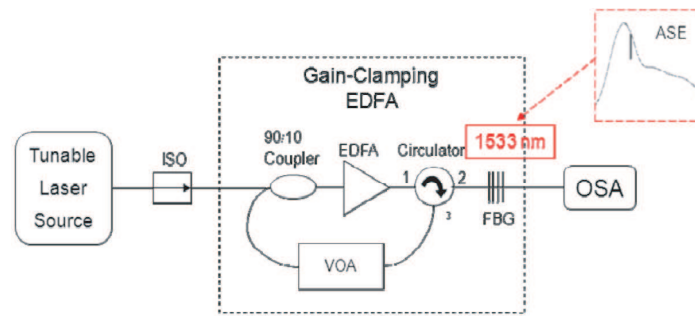 ASE
Gain-Clamping
EDFA
1533 nm
Tunable
Laser
Source
ISO
90/10
Coupler
EDFA
Circulator
1
2
3
FBG
OSA
VOA